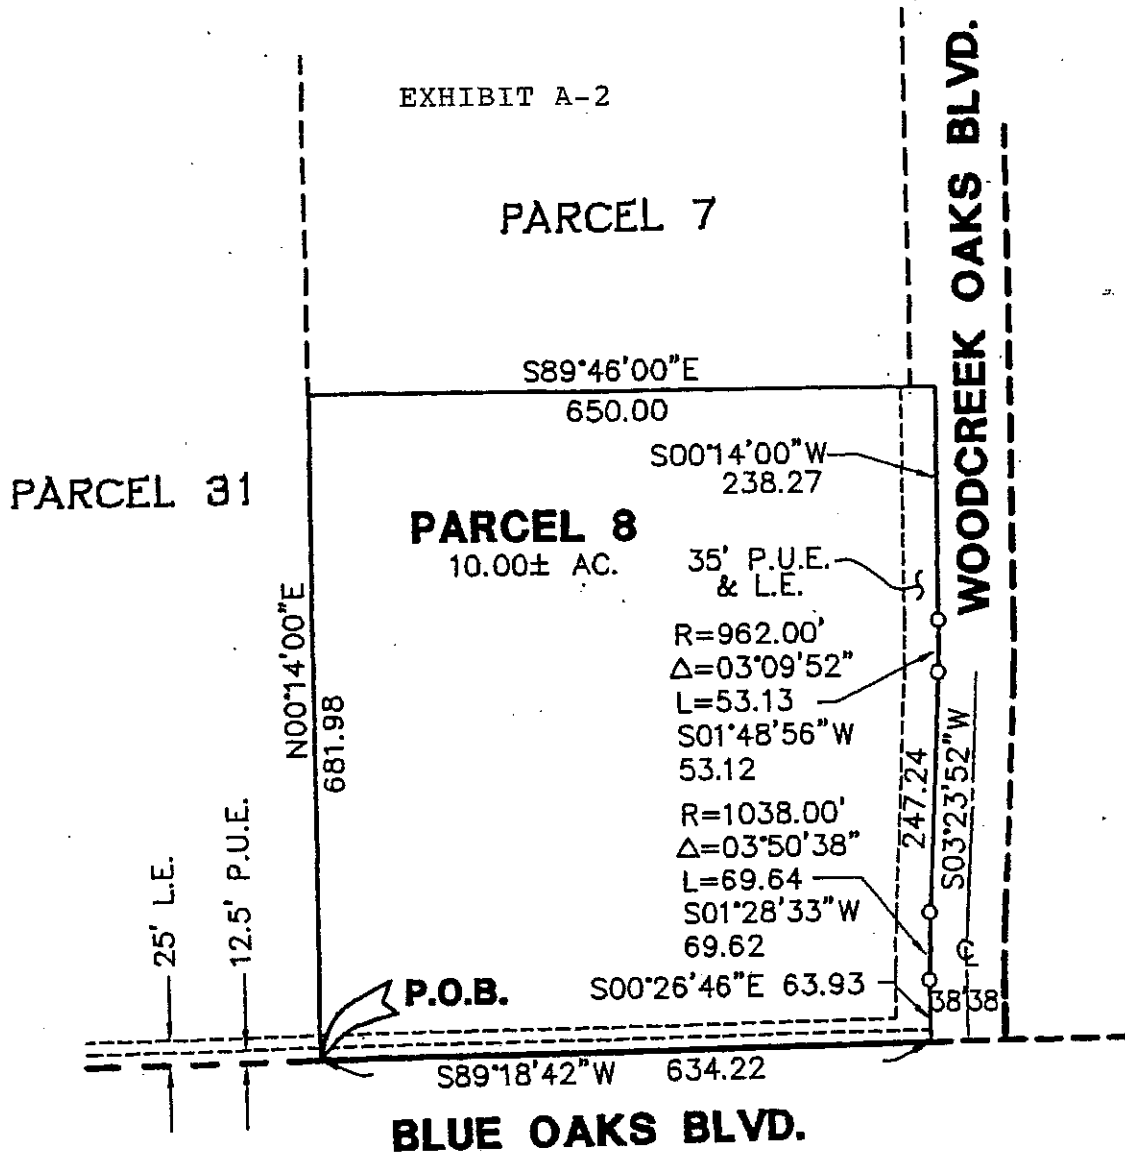 EXHIBIT A-2
WOODCREEK OAKS BLVD.
PARCEL 7
S89°46'00"E
650.00
S00°14'00"W
238.27
PARCEL 31
PARCEL 8
10.00± AC.
35' P.U.E.
& L.E.
N00°14'00"E
681.98
R=962.00'
Δ=03°09'52"
L=53.13
S01°48'56"W
53.12
R=1038.00'
Δ=03°50'38"
L=69.64
S01°28'33"W
69.62
247.24
S03°23'52"W
25' L.E.
12.5' P.U.E.
P.O.B.
S00°26'46"E 63.93
38'38
S89°18'42"W 634.22
BLUE OAKS BLVD.